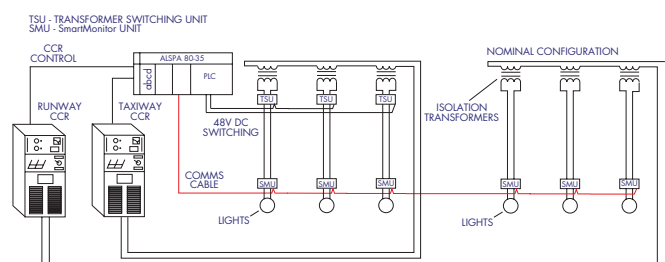 TSU - TRANSFORMER SWITCHING UNIT
SMU - SmartMonitor UNIT
CCR
CONTROL
ALSPA 80-35
abcd
PLC
NOMINAL CONFIGURATION
RUNWAY
CCR
TAXIWAY
CCR
TSU
TSU
TSU
48V DC
SWITCHING
ISOLATION
TRANSFORMERS
COMMS
CABLE
SMU
SMU
SMU
SMU
SMU
SMU
LIGHTS
LIGHTS